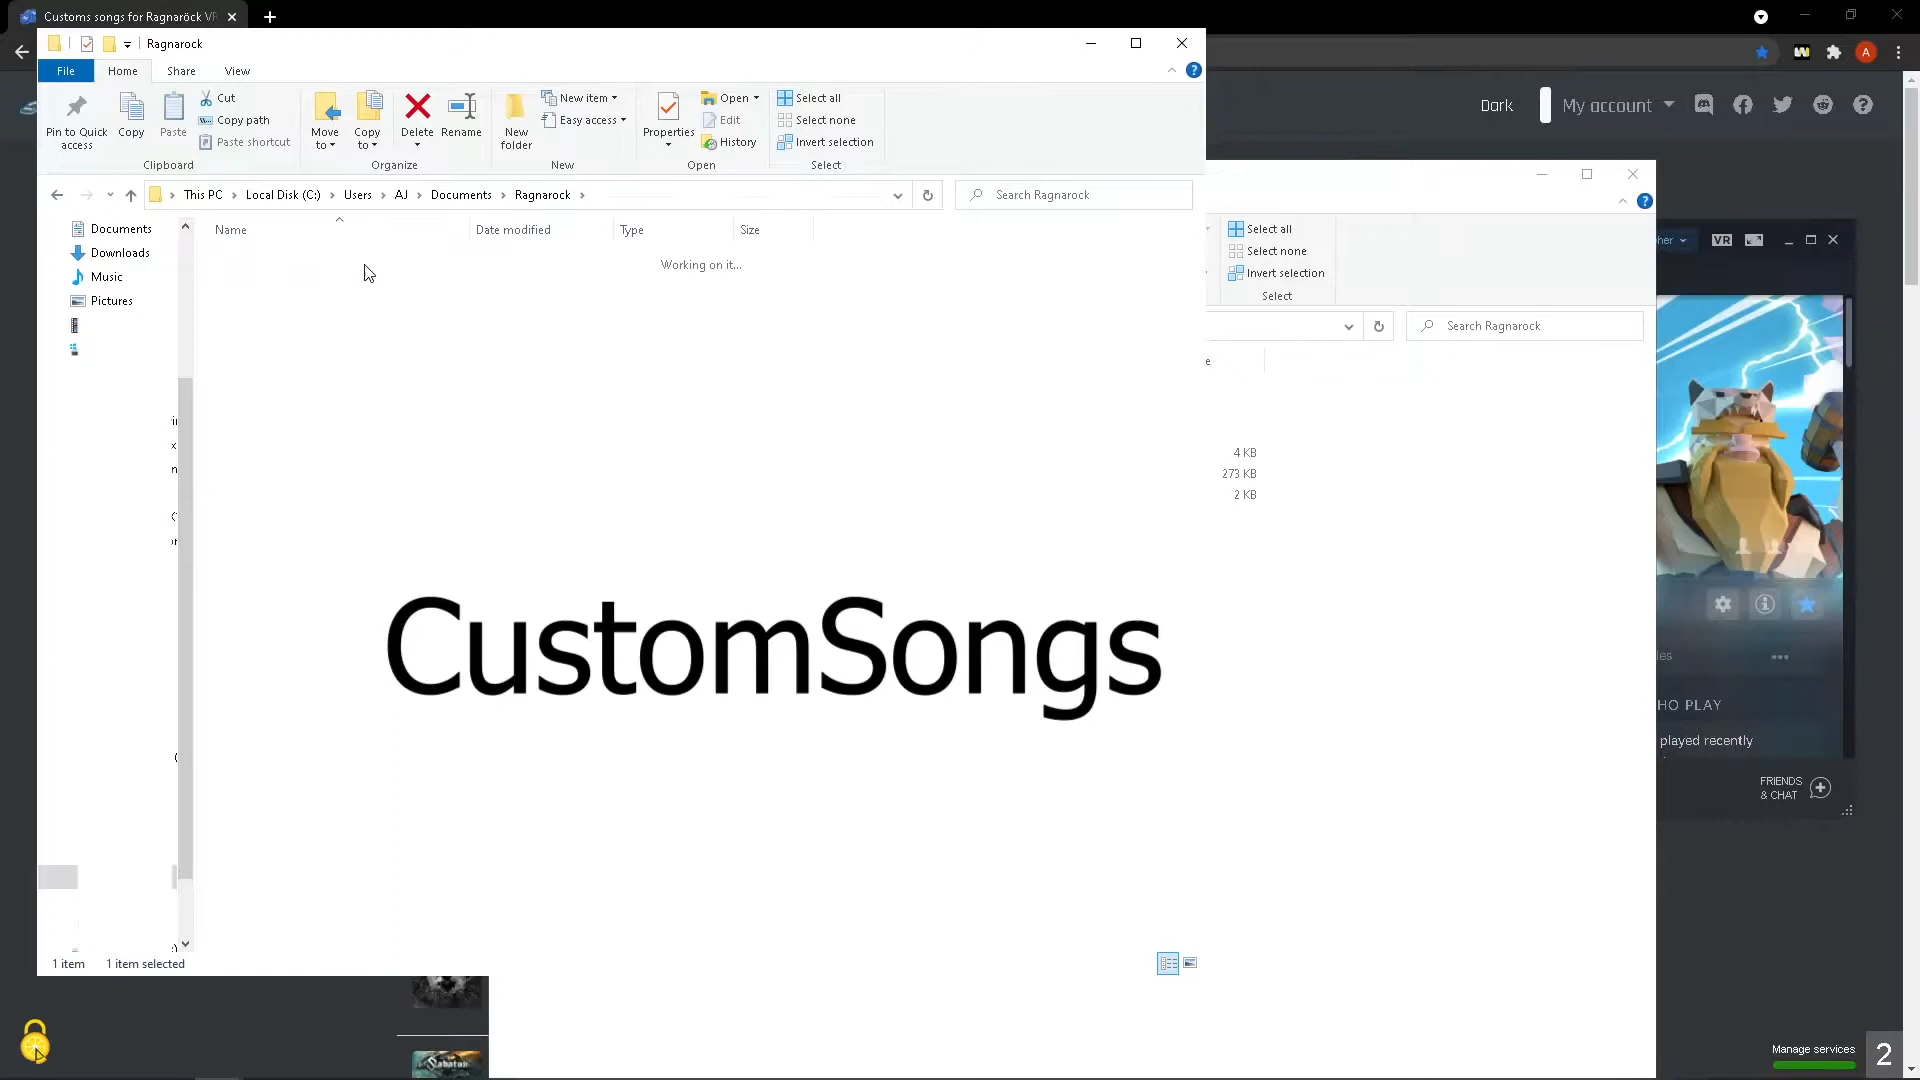 Customs songs for Ragnaröck VR
Ragnarock
File Home Share View
Pin to Quick access
Copy
Paste
Cut
Copy path
Paste shortcut
Clipboard
Move to
Copy to
Delete
Rename
Organize
New folder
New item
Easy access
New
Properties
Open
Edit
History
Open
Select all
Select none
Invert selection
Select
This PC > Local Disk (C:) > Users > AJ > Documents > Ragnarock >
Search Ragnarock
Documents
Downloads
Music
Pictures
Name Date modified Type Size
Working on it...
CustomSongs
1 item 1 item selected
A
Dark
My account
Select all
Select none
Invert selection
Select
Search Ragnarock
4 KB
273 KB
2 KB
VR
HO PLAY
played recently
FRIENDS
& CHAT
Sabaton
Manage services
2